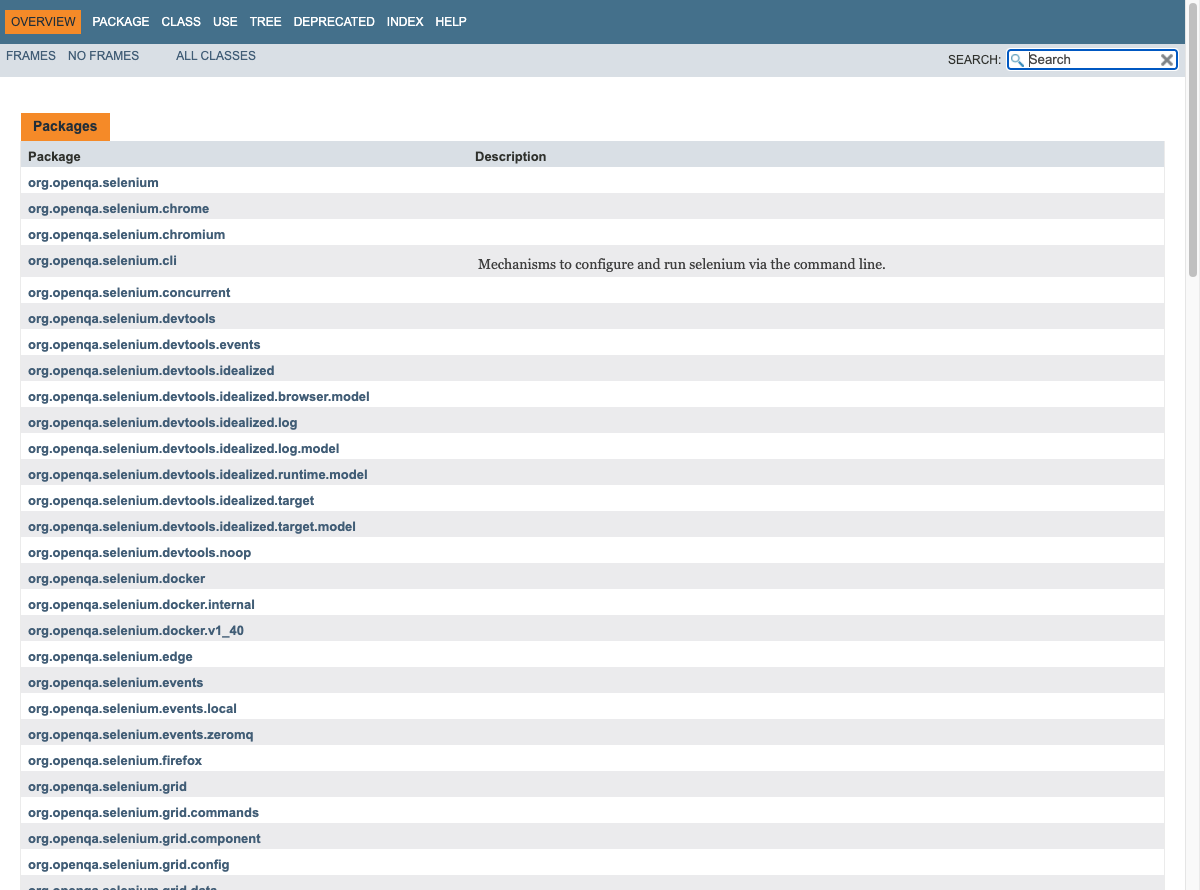 OVERVIEW PACKAGE CLASS USE TREE DEPRECATED INDEX HELP
FRAMES NO FRAMES ALL CLASSES
SEARCH: Search
Packages
Package Description
org.openqa.selenium
org.openqa.selenium.chrome
org.openqa.selenium.chromium
org.openqa.selenium.cli Mechanisms to configure and run selenium via the command line.
org.openqa.selenium.concurrent
org.openqa.selenium.devtools
org.openqa.selenium.devtools.events
org.openqa.selenium.devtools.idealized
org.openqa.selenium.devtools.idealized.browser.model
org.openqa.selenium.devtools.idealized.log
org.openqa.selenium.devtools.idealized.log.model
org.openqa.selenium.devtools.idealized.runtime.model
org.openqa.selenium.devtools.idealized.target
org.openqa.selenium.devtools.idealized.target.model
org.openqa.selenium.devtools.noop
org.openqa.selenium.docker
org.openqa.selenium.docker.internal
org.openqa.selenium.docker.v1_40
org.openqa.selenium.edge
org.openqa.selenium.events
org.openqa.selenium.events.local
org.openqa.selenium.events.zeromq
org.openqa.selenium.firefox
org.openqa.selenium.grid
org.openqa.selenium.grid.commands
org.openqa.selenium.grid.component
org.openqa.selenium.grid.config
org.openqa.selenium.grid.data